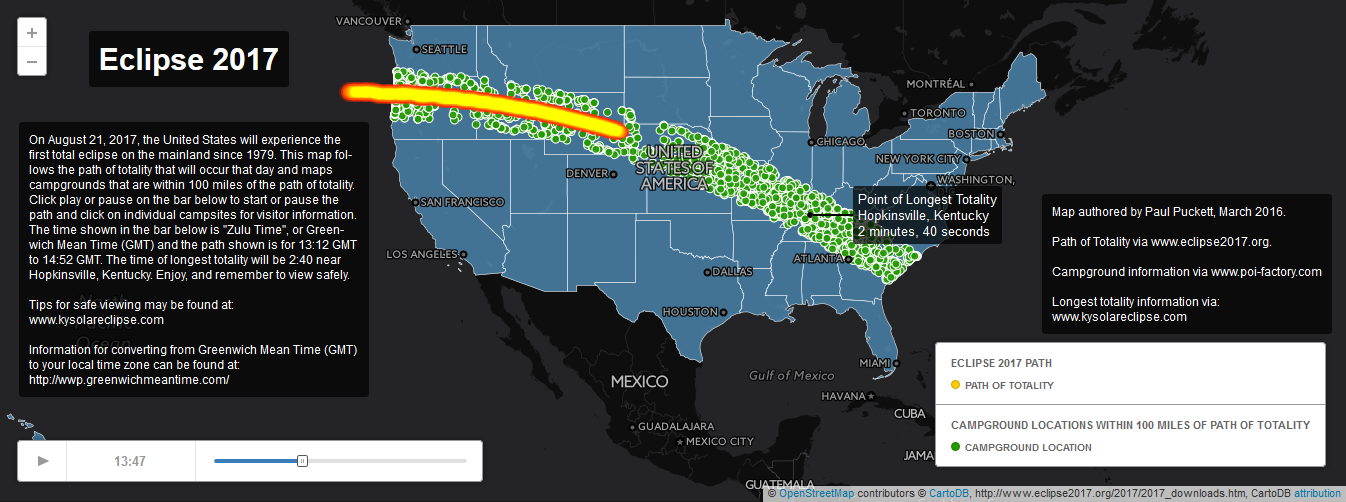 +
−
Eclipse 2017
On August 21, 2017, the United States will experience the
first total eclipse on the mainland since 1979. This map fol-
lows the path of totality that will occur that day and maps
campgrounds that are within 100 miles of the path of totality.
Click play or pause on the bar below to start or pause the
path and click on individual campsites for visitor information.
The time shown in the bar below is "Zulu Time", or Green-
wich Mean Time (GMT) and the path shown is for 13:12 GMT
to 14:52 GMT. The time of longest totality will be 2:40 near
Hopkinsville, Kentucky. Enjoy, and remember to view safely.
Tips for safe viewing may be found at:
www.kysolareclipse.com
Information for converting from Greenwich Mean Time (GMT)
to your local time zone can be found at:
http://wwp.greenwichmeantime.com/
North
Ocean
VANCOUVER
SEATTLE
MONTRÉAL
TORONTO
BOSTON
CHICAGO
NEW YORK CITY
WASHINGTON,
UNITED
STATES OF
AMERICA
DENVER
SAN FRANCISCO
LOS ANGELES
Point of Longest Totality
Hopkinsville, Kentucky
2 minutes, 40 seconds
ATLANTA
DALLAS
HOUSTON
MIAMI
Gulf of Mexico
MEXICO
HAVANA
CUBA
GUADALAJARA
MEXICO CITY
JAMA
GUATEMALA
Map authored by Paul Puckett, March 2016.
Path of Totality via www.eclipse2017.org.
Campground information via www.poi-factory.com
Longest totality information via:
www.kysolareclipse.com
ECLIPSE 2017 PATH
PATH OF TOTALITY
CAMPGROUND LOCATIONS WITHIN 100 MILES OF PATH OF TOTALITY
CAMPGROUND LOCATION
13:47
© OpenStreetMap contributors © CartoDB, http://www.eclipse2017.org/2017/2017_downloads.htm, CartoDB attribution